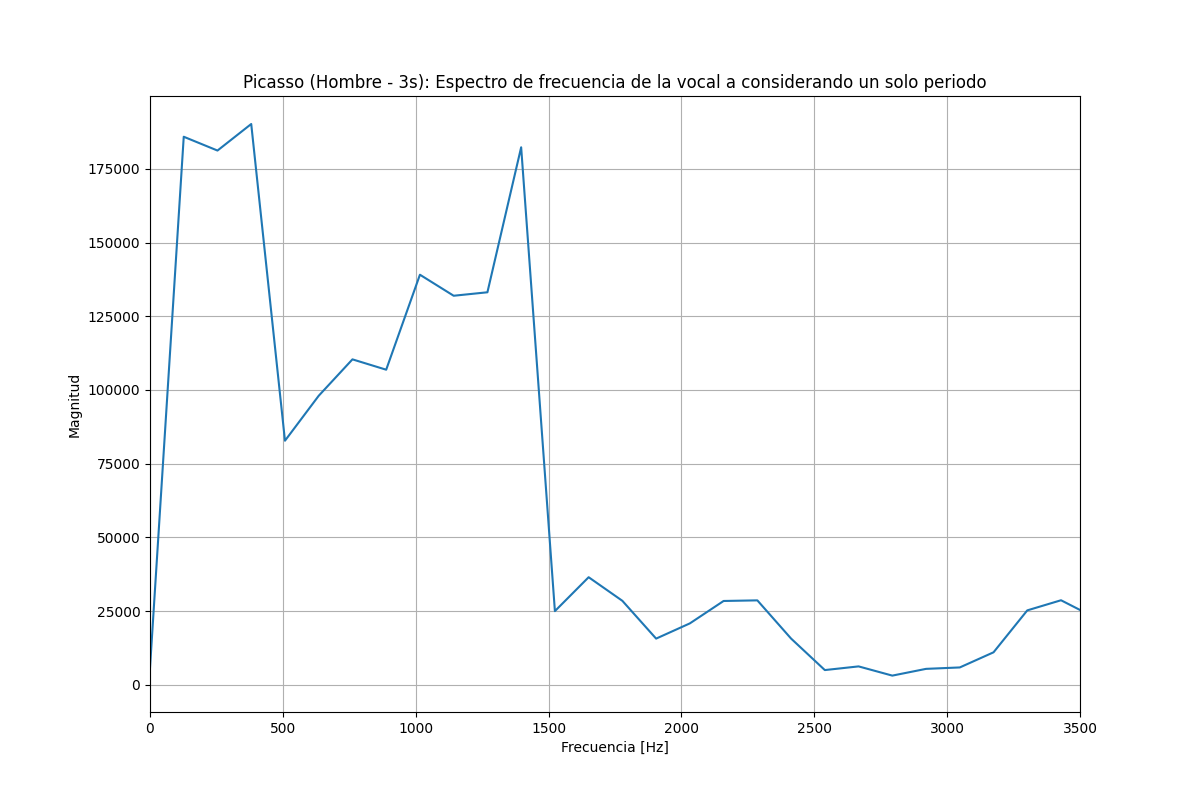 Picasso (Hombre - 3s): Espectro de frecuencia de la vocal a considerando un solo periodo
175000
150000
125000
100000
75000
50000
25000
0
Magnitud
0 500 1000 1500 2000 2500 3000 3500
Frecuencia [Hz]